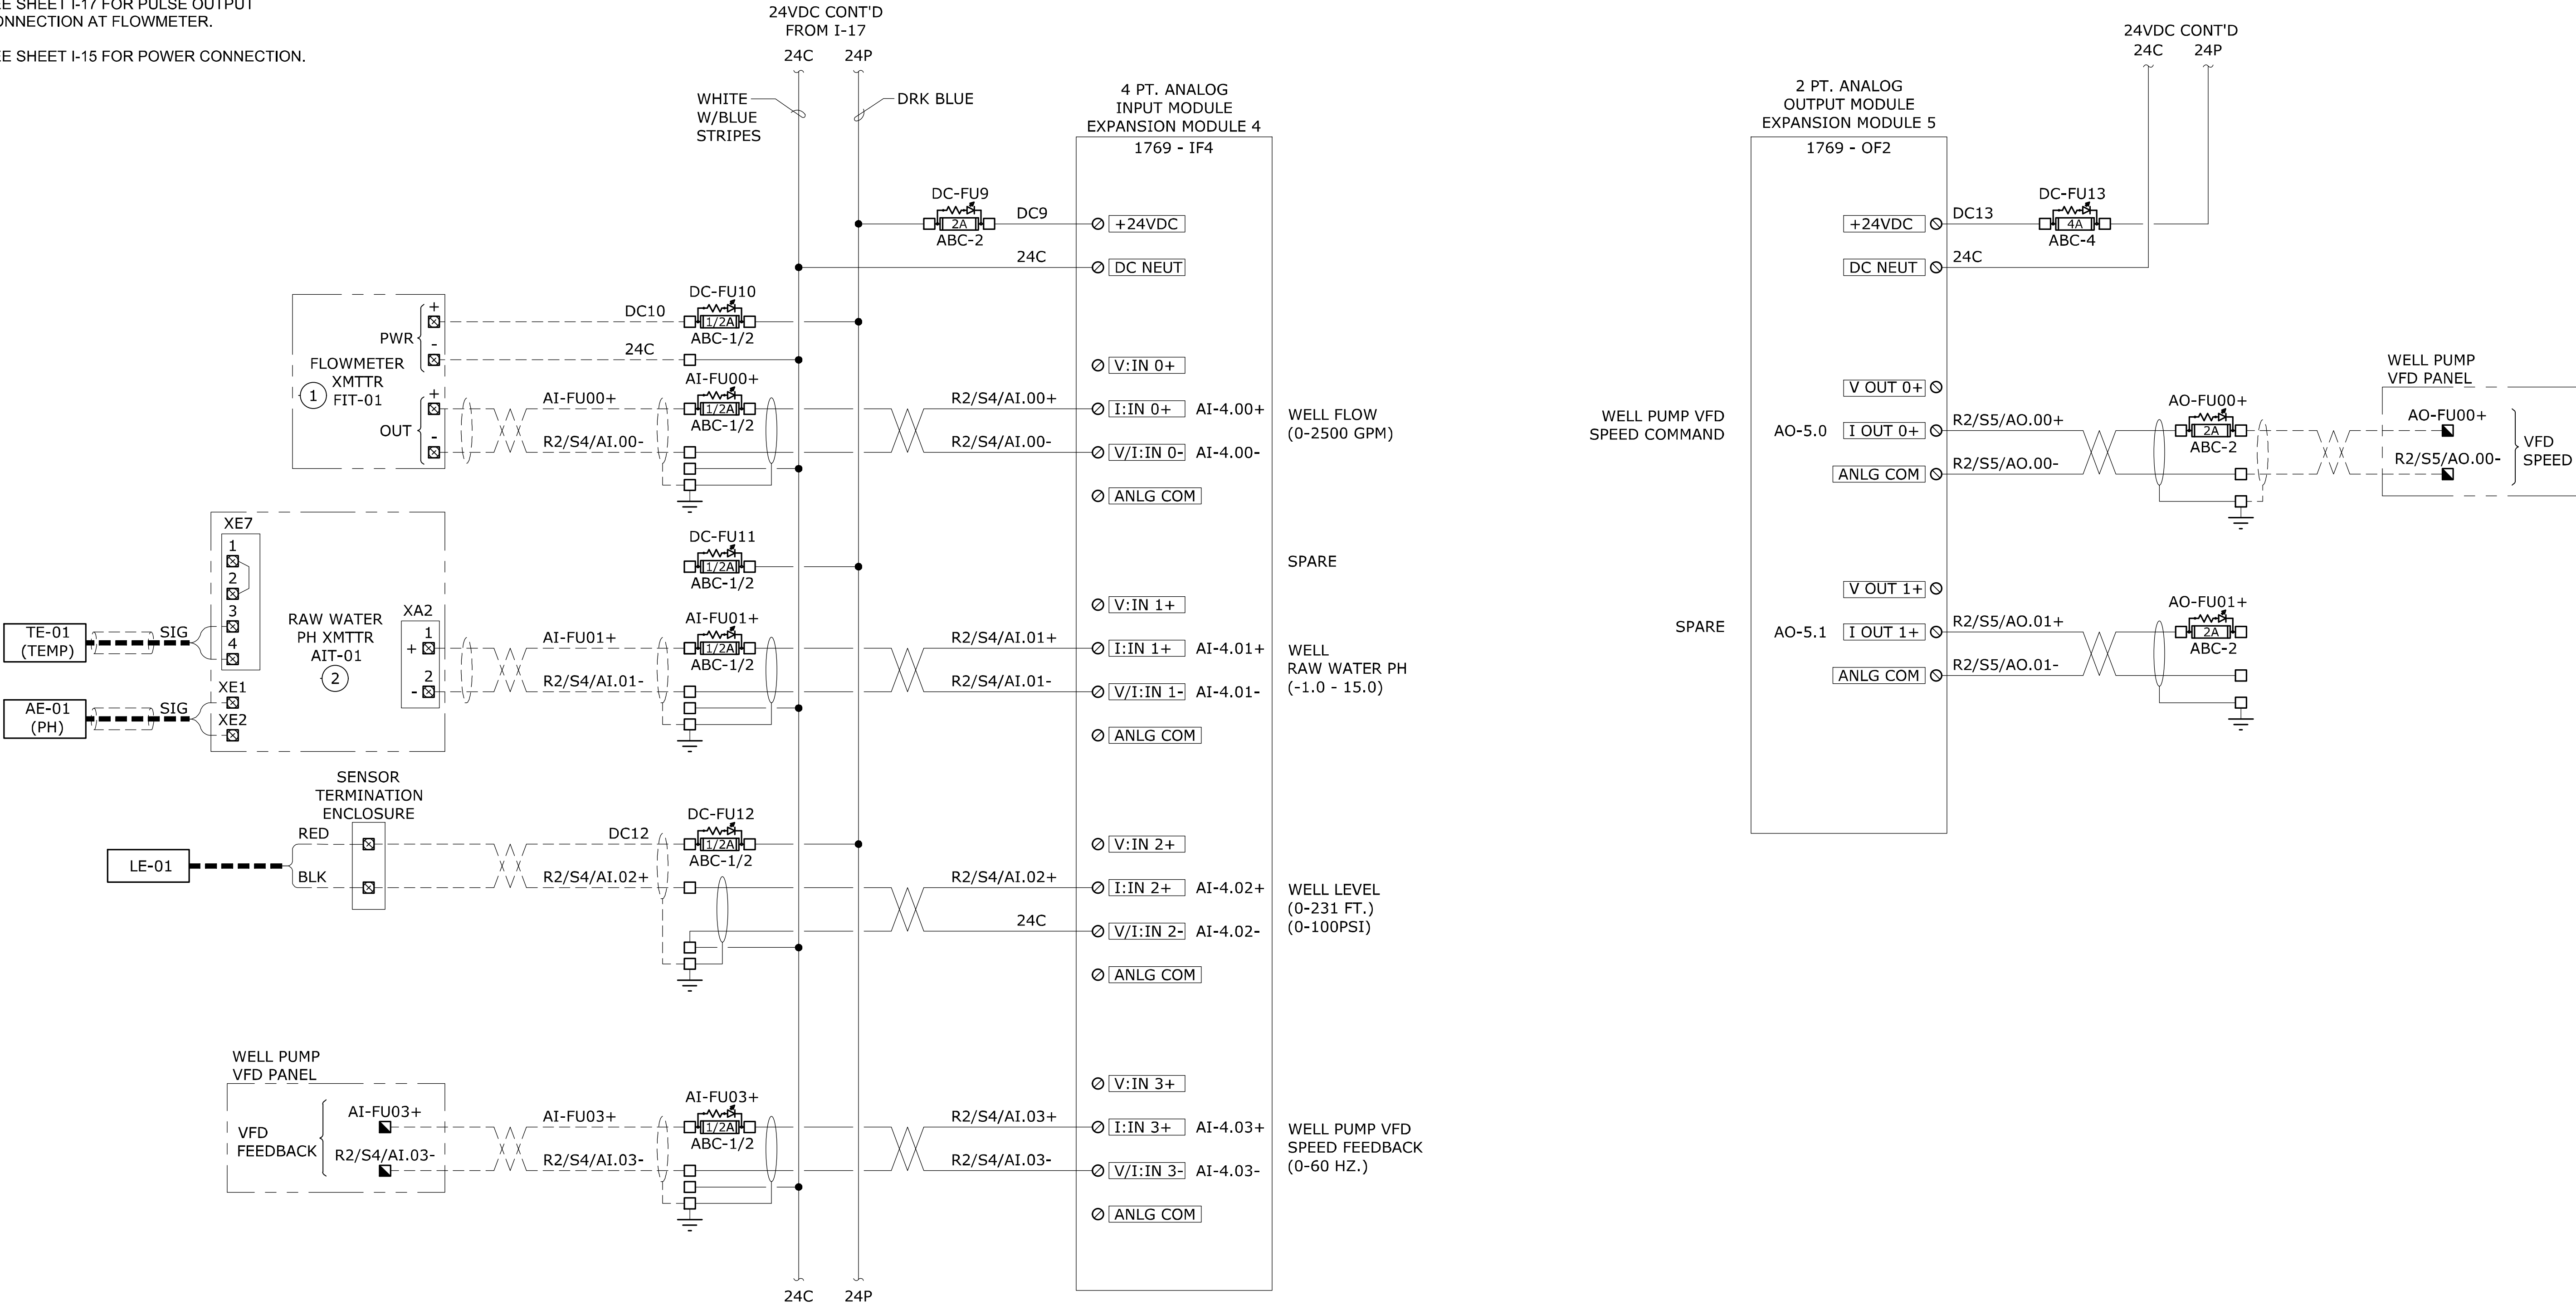 SEE SHEET I-17 FOR PULSE OUTPUT
CONNECTION AT FLOWMETER.
SHEET I-15 FOR POWER CONNECTION.
24VDC CONT'D
FROM I-17
24C 24P
WHITE
W/BLUE
STRIPES
DRK BLUE
4 PT. ANALOG
INPUT MODULE
EXPANSION MODULE 4
1769 - IF4
DC-FU9
2A
ABC-2
DC9
+24VDC
24C
DC NEUT
DC-FU10
1/2A
ABC-1/2
DC10
24C
+
PWR
-
FLOWMETER
XMTTR
FIT-01
1
+
OUT
-
AI-FU00+
R2/S4/AI.00-
AI-FU00+
1/2A
ABC-1/2
R2/S4/AI.00+
R2/S4/AI.00-
V:IN 0+
I:IN 0+ AI-4.00+
V/I:IN 0- AI-4.00-
ANLG COM
WELL FLOW
(0-2500 GPM)
DC-FU11
1/2A
ABC-1/2
SPARE
XE7
1
2
3
4
XE1
XE2
TE-01
(TEMP)
SIG
AE-01
(PH)
SIG
RAW WATER
PH XMTTR
AIT-01
2
XA2
1
+
2
-
AI-FU01+
R2/S4/AI.01-
AI-FU01+
1/2A
ABC-1/2
R2/S4/AI.01+
R2/S4/AI.01-
V:IN 1+
I:IN 1+ AI-4.01+
V/I:IN 1- AI-4.01-
ANLG COM
WELL
RAW WATER PH
(-1.0 - 15.0)
SENSOR
TERMINATION
ENCLOSURE
LE-01
RED
BLK
DC12
R2/S4/AI.02+
DC-FU12
1/2A
ABC-1/2
R2/S4/AI.02+
24C
V:IN 2+
I:IN 2+ AI-4.02+
V/I:IN 2- AI-4.02-
ANLG COM
WELL LEVEL
(0-231 FT.)
(0-100PSI)
WELL PUMP
VFD PANEL
VFD
FEEDBACK
AI-FU03+
R2/S4/AI.03-
AI-FU03+
R2/S4/AI.03-
AI-FU03+
1/2A
ABC-1/2
R2/S4/AI.03+
R2/S4/AI.03-
V:IN 3+
I:IN 3+ AI-4.03+
V/I:IN 3- AI-4.03-
ANLG COM
WELL PUMP VFD
SPEED FEEDBACK
(0-60 HZ.)
24C 24P
24VDC CONT'D
24C 24P
2 PT. ANALOG
OUTPUT MODULE
EXPANSION MODULE 5
1769 - OF2
+24VDC
DC13
DC-FU13
4A
ABC-4
DC NEUT
24C
V OUT 0+
WELL PUMP VFD
SPEED COMMAND
AO-5.0 I OUT 0+
ANLG COM
R2/S5/AO.00+
R2/S5/AO.00-
AO-FU00+
2A
ABC-2
WELL PUMP
VFD PANEL
AO-FU00+
R2/S5/AO.00-
VFD
SPEED
V OUT 1+
SPARE
AO-5.1 I OUT 1+
ANLG COM
R2/S5/AO.01+
R2/S5/AO.01-
AO-FU01+
2A
ABC-2